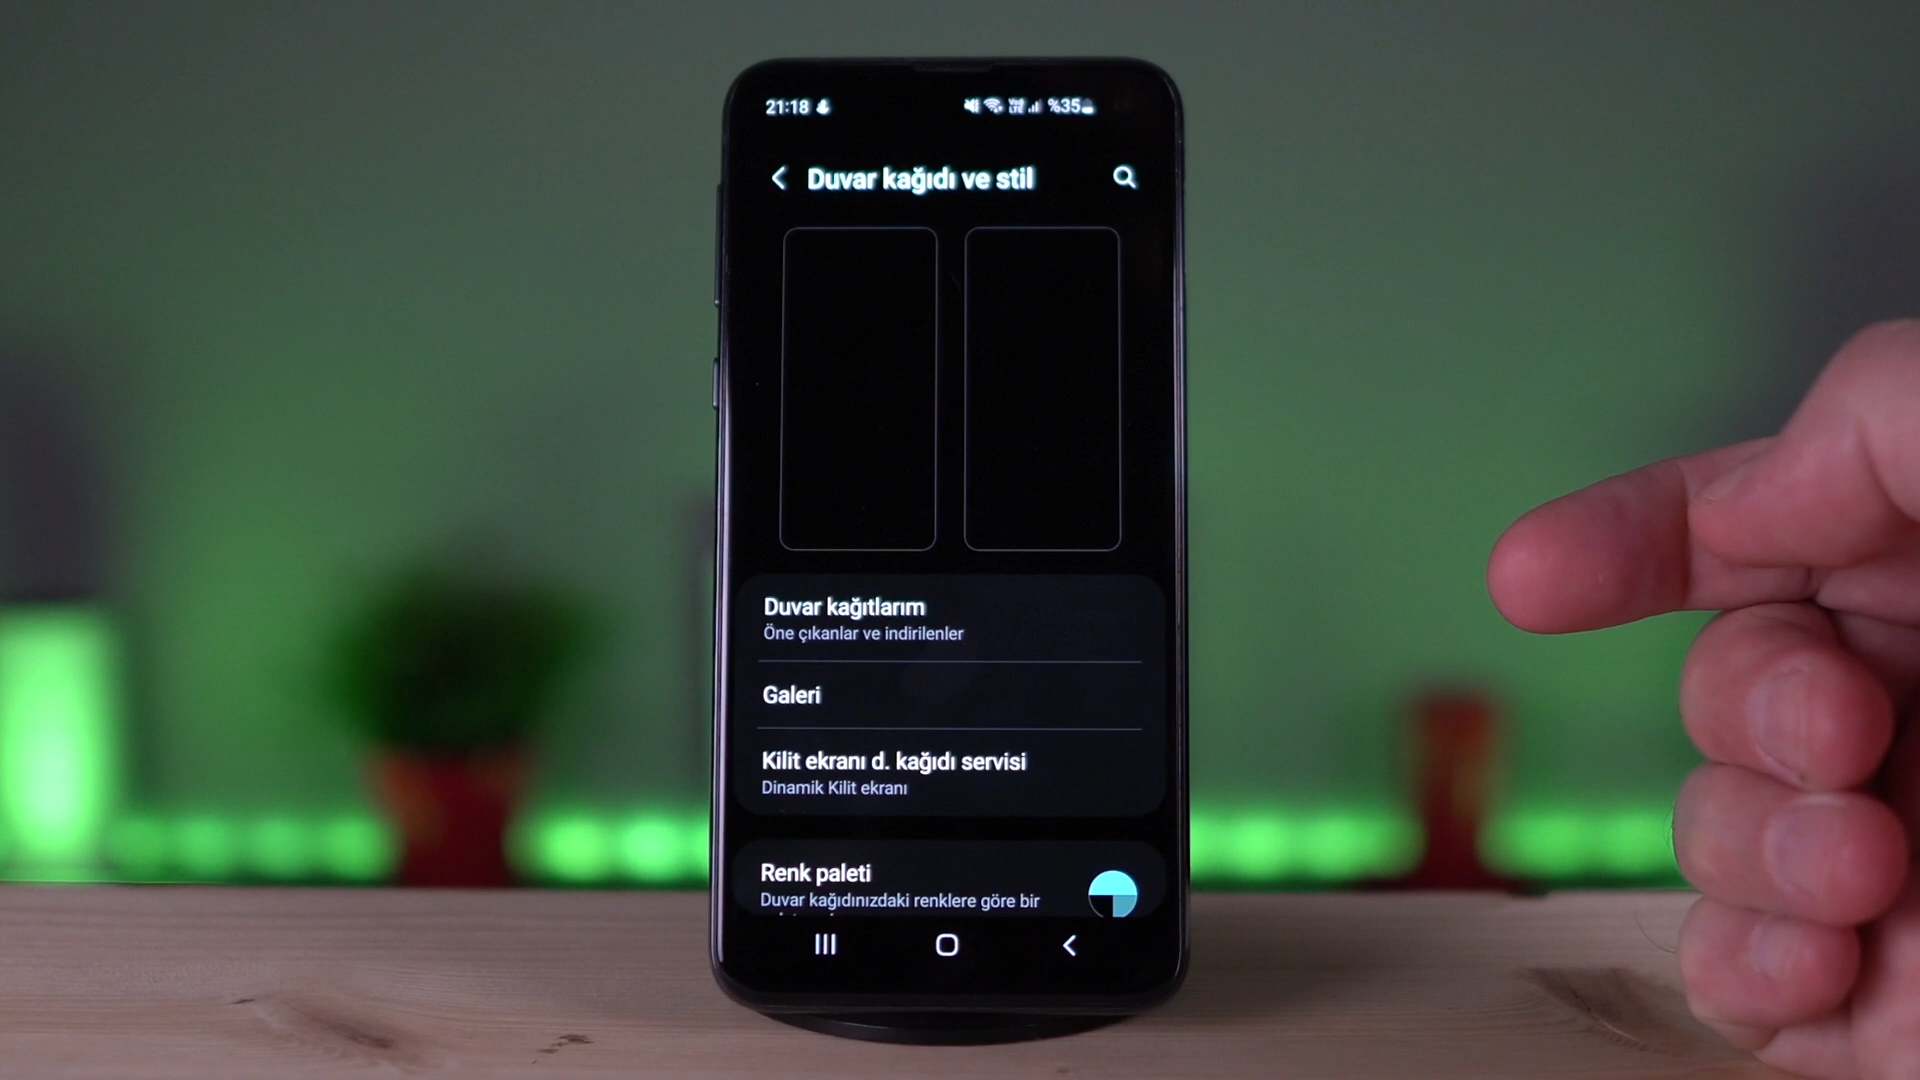 21:18
%35
Duvar kağıdı ve stil
Duvar kağıtlarım
Öne çıkanlar ve indirilenler
Galeri
Kilit ekranı d. kağıdı servisi
Dinamik Kilit ekranı
Renk paleti
Duvar kağıdınızdaki renklere göre bir